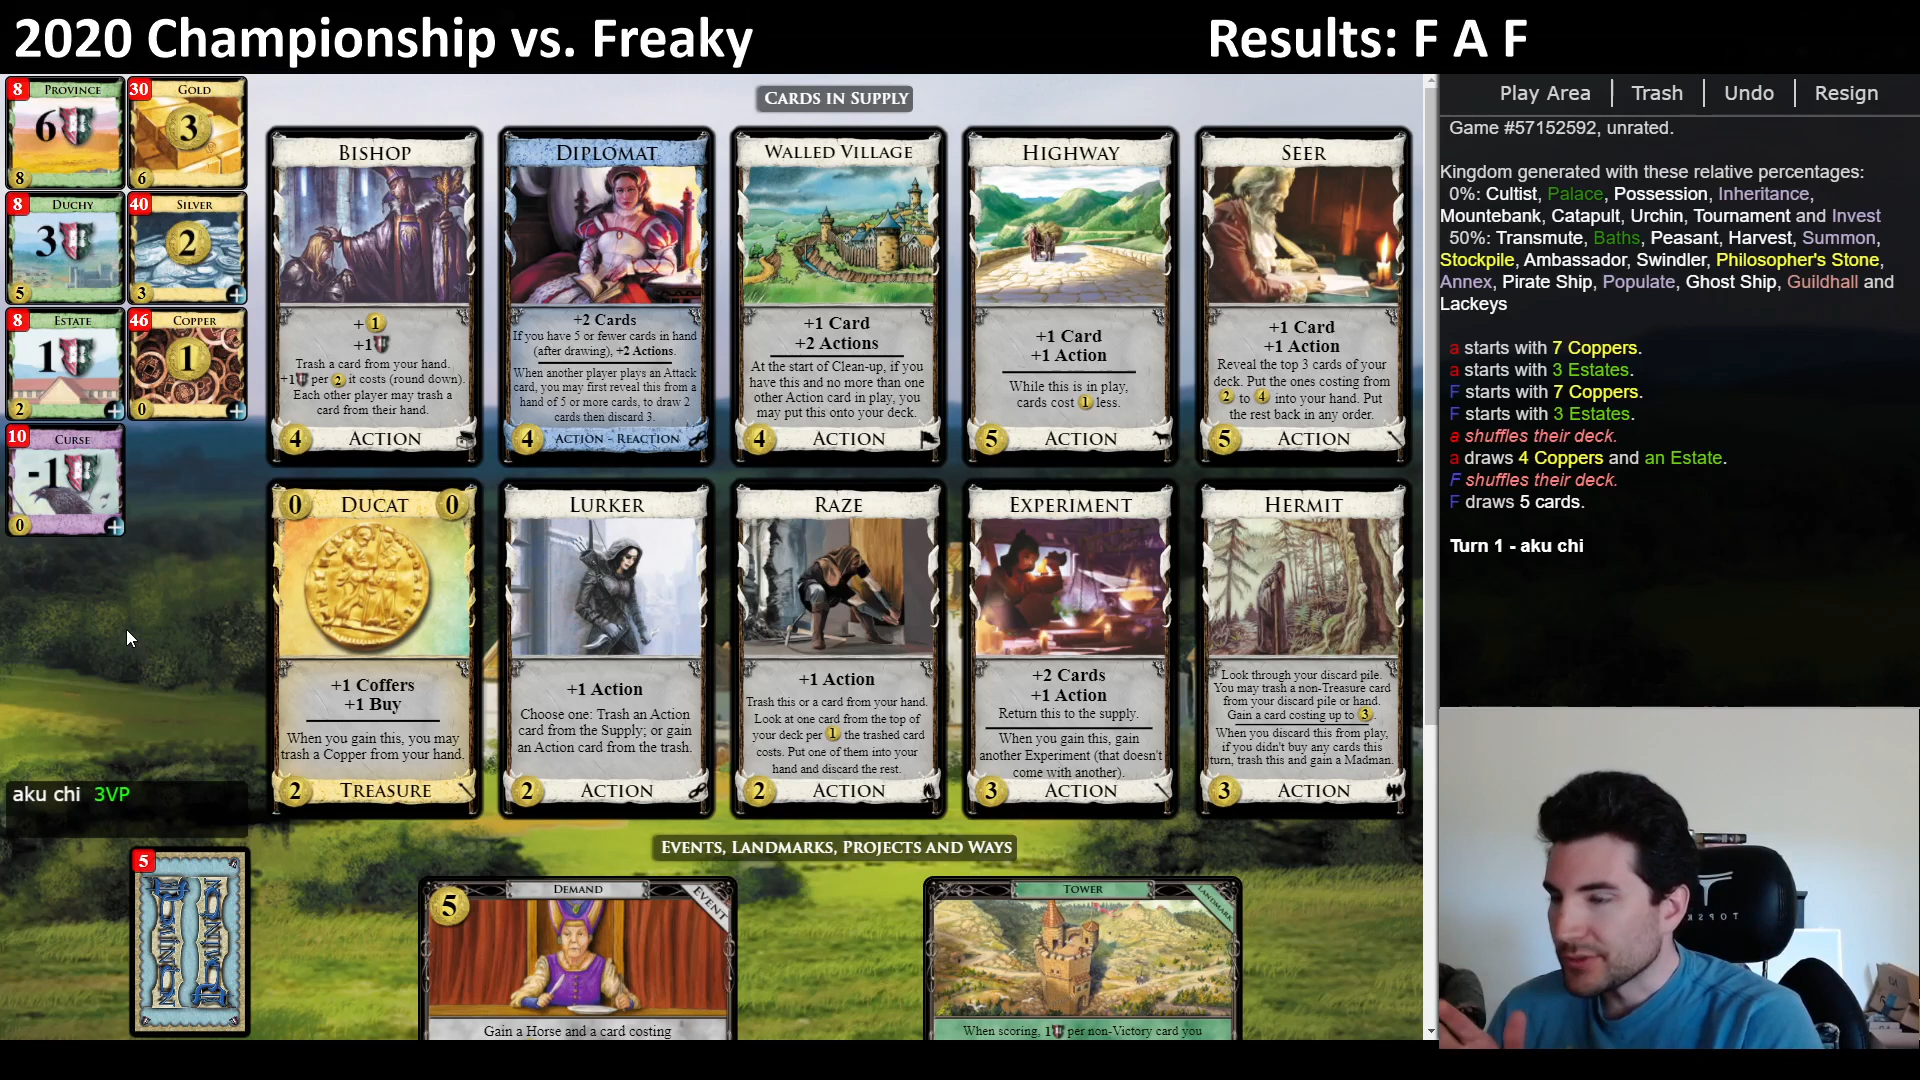 2020 Championship vs. Freaky
Results: F A F
8 PROVINCE
6
8
30 GOLD
3
6
8 DUCHY
3
5
40 SILVER
2
3
8 ESTATE
1
2
46 COPPER
1
0
10 CURSE
-1
0
CARDS IN SUPPLY
BISHOP
+ 1
+1
Trash a card from your hand.
+1 per 2 it costs (round down).
Each other player may trash a
card from their hand.
4 ACTION
DIPLOMAT
+2 Cards
If you have 5 or fewer cards in hand
(after drawing), +2 Actions.
When another player plays an Attack
card, you may first reveal this from a
hand of 5 or more cards, to draw 2
cards then discard 3.
4 ACTION - REACTION
WALLED VILLAGE
+1 Card
+2 Actions
At the start of Clean-up, if you
have this and no more than one
other Action card in play, you
may put this onto your deck.
4 ACTION
HIGHWAY
+1 Card
+1 Action
While this is in play,
cards cost 1 less.
5 ACTION
SEER
+1 Card
+1 Action
Reveal the top 3 cards of your
deck. Put the ones costing from
2 to 4 into your hand. Put
the rest back in any order.
5 ACTION
0 DUCAT 0
+1 Coffers
+1 Buy
When you gain this, you may
trash a Copper from your hand.
2 TREASURE
LURKER
+1 Action
Choose one: Trash an Action
card from the Supply; or gain
an Action card from the trash.
2 ACTION
RAZE
+1 Action
Trash this or a card from your hand.
Look at one card from the top of
your deck per 1 the trashed card
costs. Put one of them into your
hand and discard the rest.
2 ACTION
EXPERIMENT
+2 Cards
+1 Action
Return this to the supply.
When you gain this, gain
another Experiment (that doesn't
come with another).
3 ACTION
HERMIT
Look through your discard pile.
You may trash a non-Treasure card
from your discard pile or hand.
Gain a card costing up to 3.
When you discard this from play,
if you didn't buy any cards this
turn, trash this and gain a Madman.
3 ACTION
EVENTS, LANDMARKS, PROJECTS AND WAYS
5 DEMAND
EVENT
Gain a Horse and a card costing
TOWER
LANDMARK
When scoring, 1 per non-Victory card you
aku chi 3VP
5
DOMINION
DOMINION
Play Area | Trash | Undo | Resign
Game #57152592, unrated.
Kingdom generated with these relative percentages:
0%: Cultist, Palace, Possession, Inheritance,
Mountebank, Catapult, Urchin, Tournament and Invest
50%: Transmute, Baths, Peasant, Harvest, Summon,
Stockpile, Ambassador, Swindler, Philosopher's Stone,
Annex, Pirate Ship, Populate, Ghost Ship, Guildhall and
Lackeys
a starts with 7 Coppers.
a starts with 3 Estates.
F starts with 7 Coppers.
F starts with 3 Estates.
a shuffles their deck.
a draws 4 Coppers and an Estate.
F shuffles their deck.
F draws 5 cards.
Turn 1 - aku chi